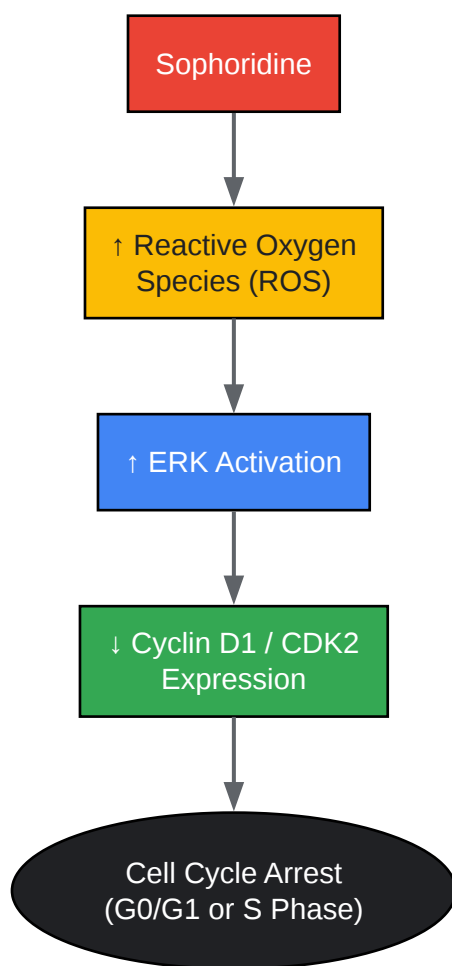 Sophoridine
↑ Reactive Oxygen
Species (ROS)
↑ ERK Activation
↓ Cyclin D1 / CDK2
Expression
Cell Cycle Arrest
(G0/G1 or S Phase)